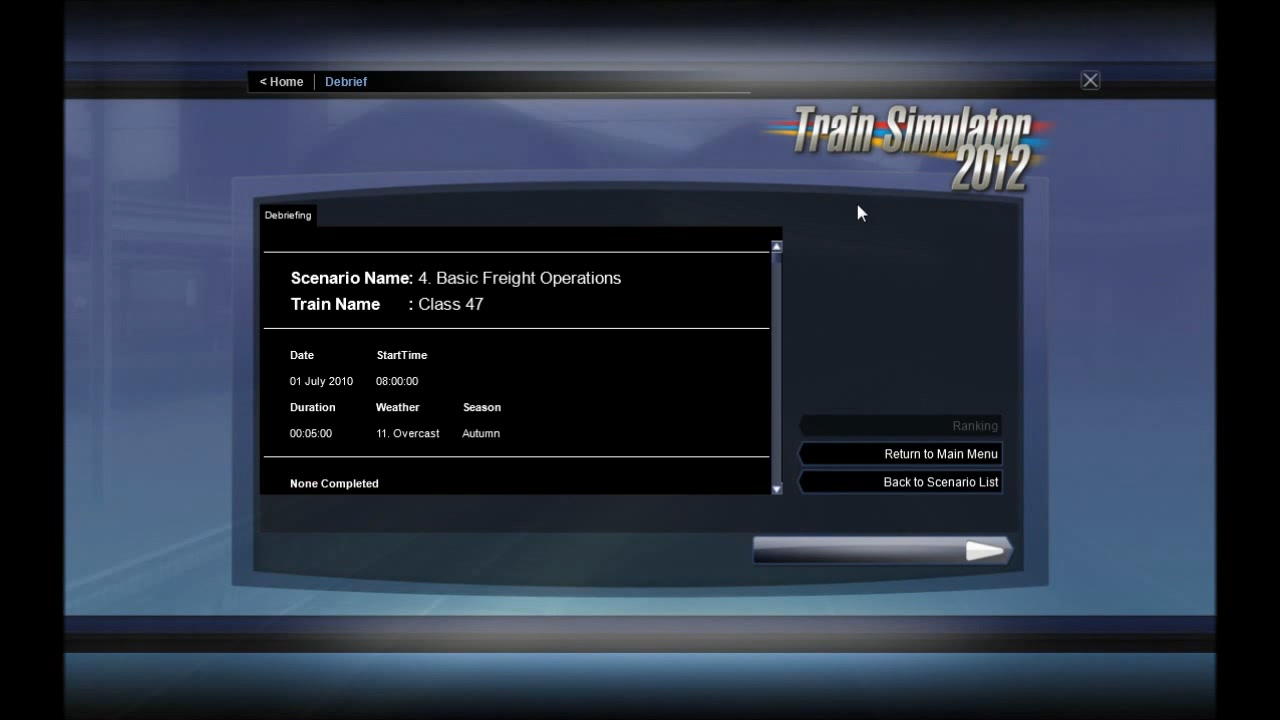 < Home | Debrief
Train Simulator
2012
Debriefing
Scenario Name: 4. Basic Freight Operations
Train Name : Class 47
Date StartTime
01 July 2010 08:00:00
Duration Weather Season
00:05:00 11. Overcast Autumn
None Completed
Ranking
Return to Main Menu
Back to Scenario List